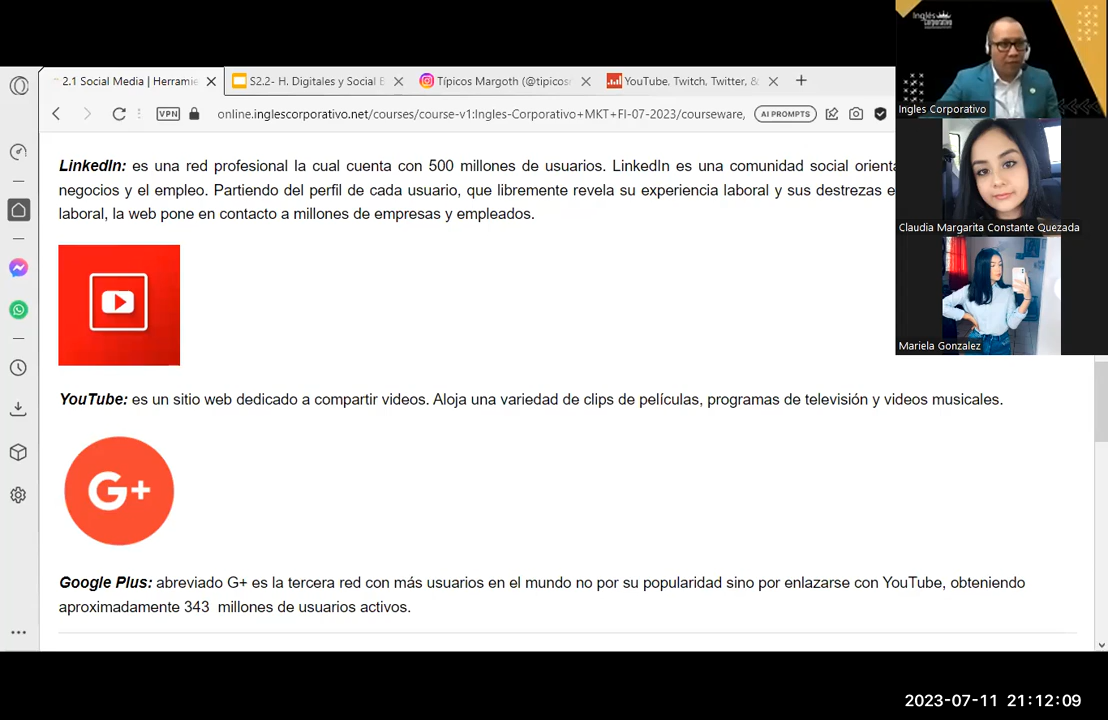 2.1 Social Media | Herramie
S2.2- H. Digitales y Social E
Típicos Margoth (@tipicos
YouTube, Twitch, Twitter, &
VPN
online.inglescorporativo.net/courses/course-v1:Ingles-Corporativo+MKT+FI-07-2023/courseware,
AI PROMPTS
LinkedIn: es una red profesional la cual cuenta con 500 millones de usuarios. LinkedIn es una comunidad social orienta
negocios y el empleo. Partiendo del perfil de cada usuario, que libremente revela su experiencia laboral y sus destrezas e
laboral, la web pone en contacto a millones de empresas y empleados.
YouTube: es un sitio web dedicado a compartir videos. Aloja una variedad de clips de películas, programas de televisión y videos musicales.
G+
Google Plus: abreviado G+ es la tercera red con más usuarios en el mundo no por su popularidad sino por enlazarse con YouTube, obteniendo
aproximadamente 343 millones de usuarios activos.
Inglés
Corporativo
Ingles Corporativo
Claudia Margarita Constante Quezada
Mariela Gonzalez
2023-07-11 21:12:09